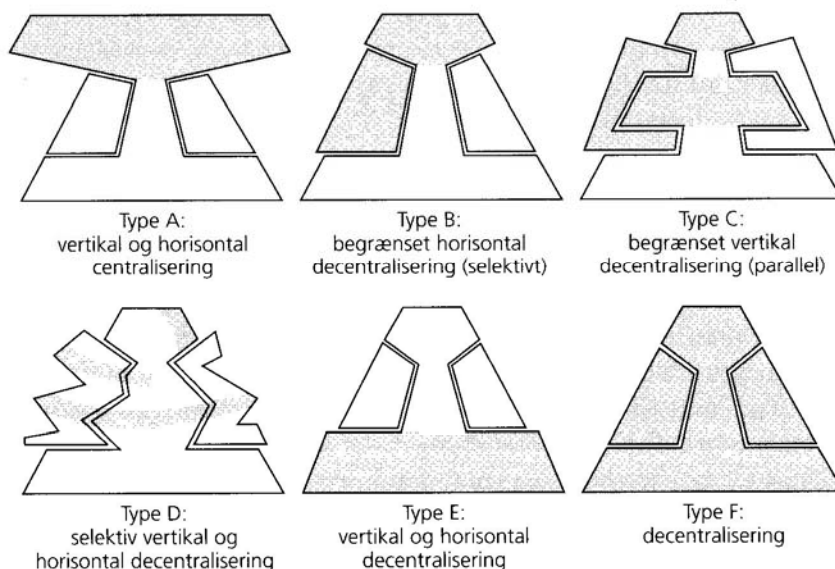 Type A:
vertikal og horisontal
centralisering
Type B:
begrænset horisontal
decentralisering (selektivt)
Type C:
begrænset vertikal
decentralisering (parallel)
Type D:
selektiv vertikal og
horisontal decentralisering
Type E:
vertikal og horisontal
decentralisering
Type F:
decentralisering